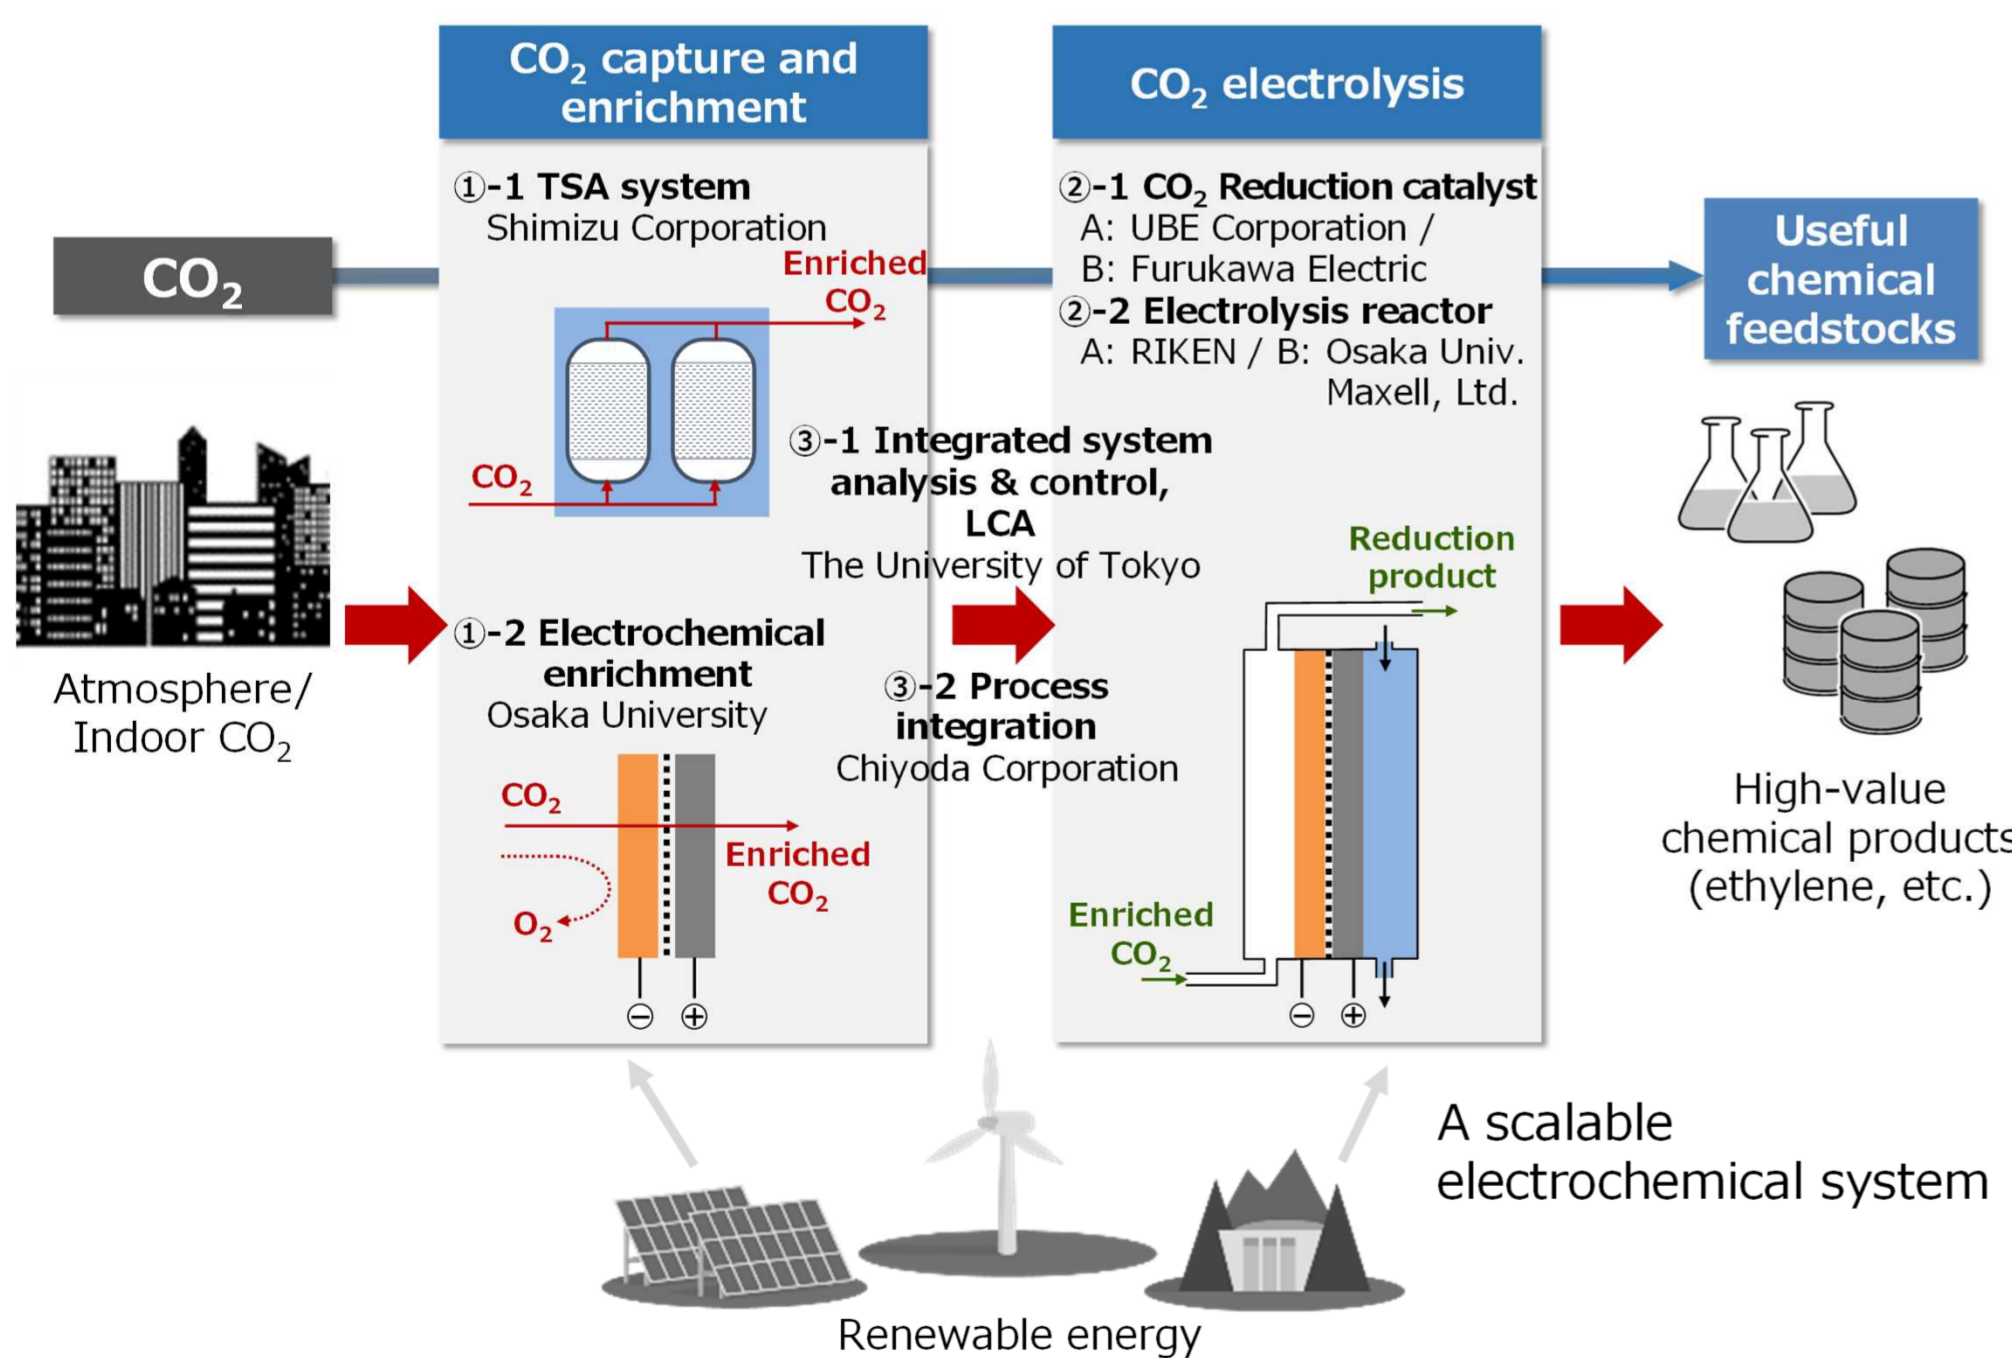 CO₂ capture and
enrichment
CO₂ electrolysis
①-1 TSA system
Shimizu Corporation
Enriched
CO₂
CO₂
CO₂
②-1 CO₂ Reduction catalyst
A: UBE Corporation /
B: Furukawa Electric
②-2 Electrolysis reactor
A: RIKEN / B: Osaka Univ.
Maxell, Ltd.
Useful
chemical
feedstocks
③-1 Integrated system
analysis & control,
LCA
The University of Tokyo
Atmosphere/
Indoor CO₂
①-2 Electrochemical
enrichment
Osaka University
CO₂
Enriched
CO₂
O₂
−
+
③-2 Process
integration
Chiyoda Corporation
Reduction
product
Enriched
CO₂
−
+
High-value
chemical products
(ethylene, etc.)
A scalable
electrochemical system
Renewable energy